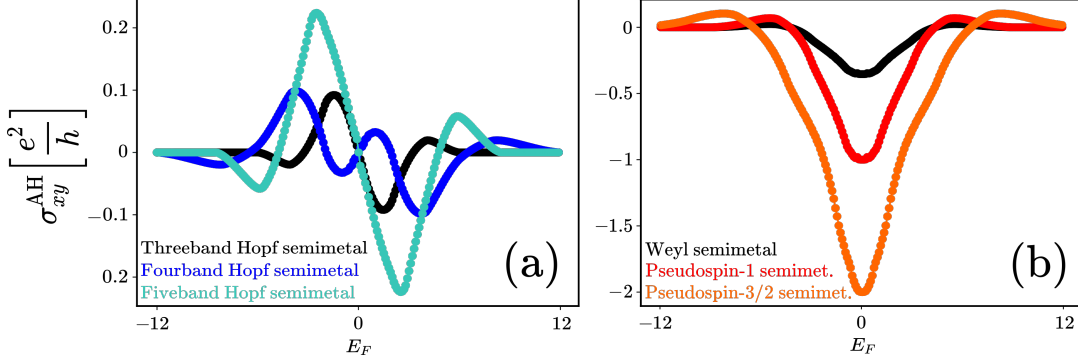 0.2
0.1
0
−0.1
0.2
σ_xy^AH [e²/h]
Threeband Hopf semimetal
Fourband Hopf semimetal
Fiveband Hopf semimetal
(a)
−12
0
12
E_F
0
−0.5
−1
−1.5
−2
Weyl semimetal
Pseudospin-1 semimet.
Pseudospin-3/2 semimet.
(b)
−12
0
12
E_F